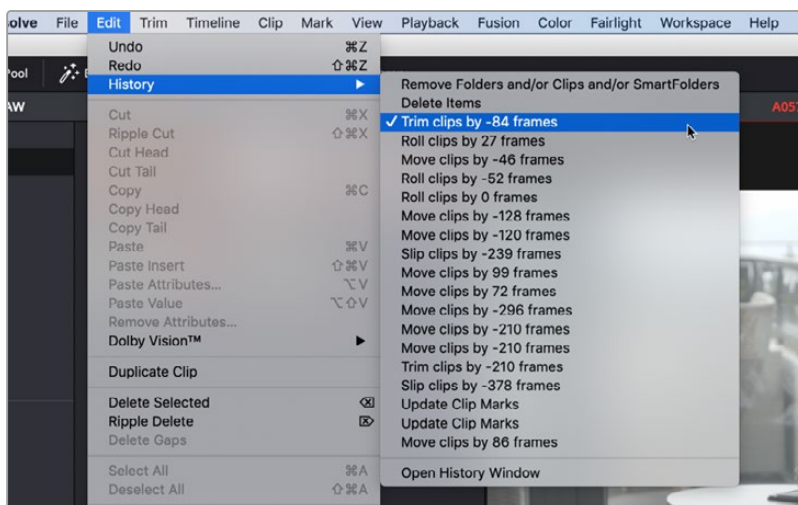 olve File Edit Trim Timeline Clip Mark View Playback Fusion Color Fairlight Workspace Help
Undo ⌘Z
Redo ⇧⌘Z
History ▶
Cut ⌘X
Ripple Cut ⇧⌘X
Cut Head
Cut Tail
Copy ⌘C
Copy Head
Copy Tail
Paste ⌘V
Paste Insert ⇧⌘V
Paste Attributes... ⌥V
Paste Value ⌥⇧V
Remove Attributes...
Dolby Vision™ ▶
Duplicate Clip
Delete Selected ⌫
Ripple Delete ⌦
Delete Gaps
Select All ⌘A
Deselect All ⇧⌘A
Remove Folders and/or Clips and/or SmartFolders
Delete Items
✓ Trim clips by -84 frames
Roll clips by 27 frames
Move clips by -46 frames
Roll clips by -52 frames
Roll clips by 0 frames
Move clips by -128 frames
Move clips by -120 frames
Slip clips by -239 frames
Move clips by 99 frames
Move clips by 72 frames
Move clips by -296 frames
Move clips by -210 frames
Move clips by -210 frames
Trim clips by -210 frames
Slip clips by -378 frames
Update Clip Marks
Update Clip Marks
Move clips by 86 frames
Open History Window
Pool
AW
A057